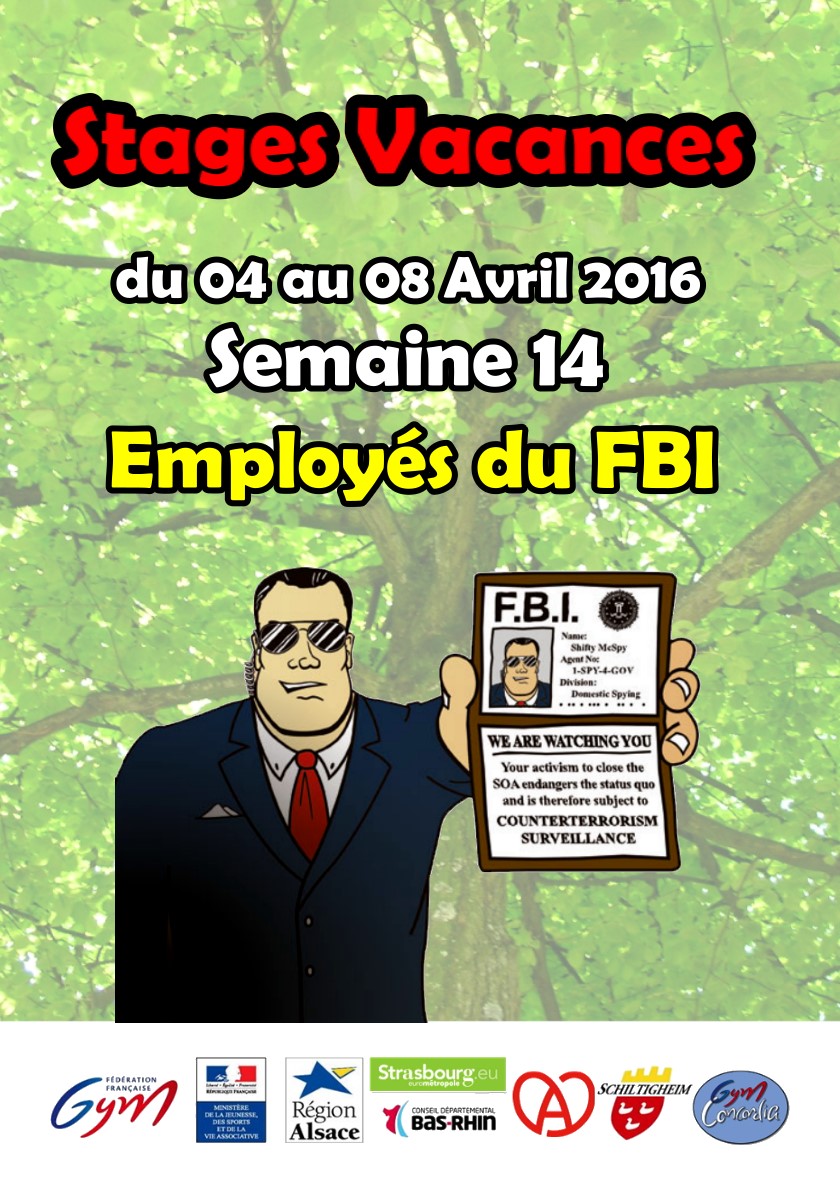 Stages Vacances
du 04 au 08 Avril 2016
Semaine 14
Employés du FBI
F.B.I.
Name:
Shifty McSpy
Agent No:
1-SPY-4-GOV
Division:
Domestic Spying
WE ARE WATCHING YOU
Your activism to close the
SOA endangers the status quo
and is therefore subject to
COUNTERTERRORISM
SURVEILLANCE
FÉDÉRATION
FRANÇAISE
Gym
Liberté • Égalité • Fraternité
RÉPUBLIQUE FRANÇAISE
MINISTÈRE
DE LA JEUNESSE,
DES SPORTS
ET DE LA
VIE ASSOCIATIVE
Région
Alsace
Strasbourg.eu
eurométropole
CONSEIL DÉPARTEMENTAL
BAS-RHIN
A
SCHILTIGHEIM
Gym
Concordia